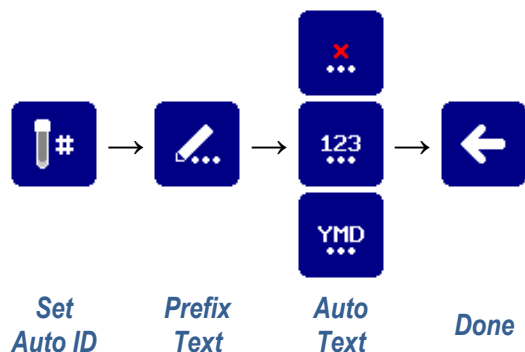 #
123
YMD
Set
Auto ID
Prefix
Text
Auto
Text
Done